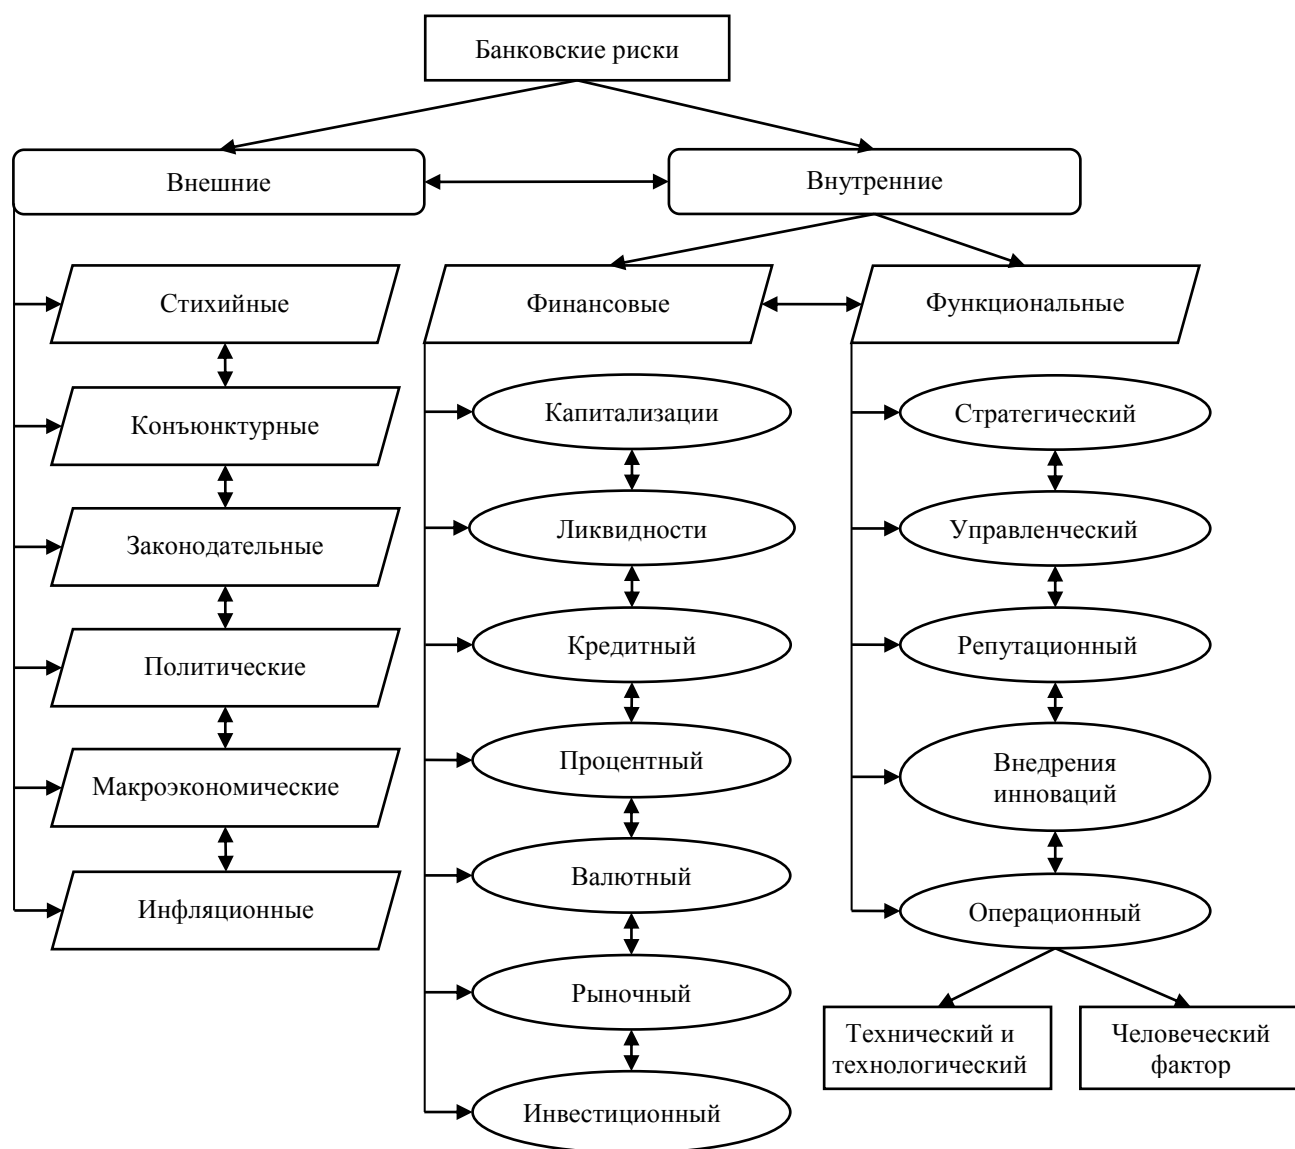 Банковские риски
Внешние
Внутренние
Стихийные
Финансовые
Функциональные
Конъюнктурные
Законодательные
Политические
Макроэкономические
Инфляционные
Капитализации
Ликвидности
Кредитный
Процентный
Валютный
Рыночный
Инвестиционный
Стратегический
Управленческий
Репутационный
Внедрения
инноваций
Операционный
Технический и
технологический
Человеческий
фактор